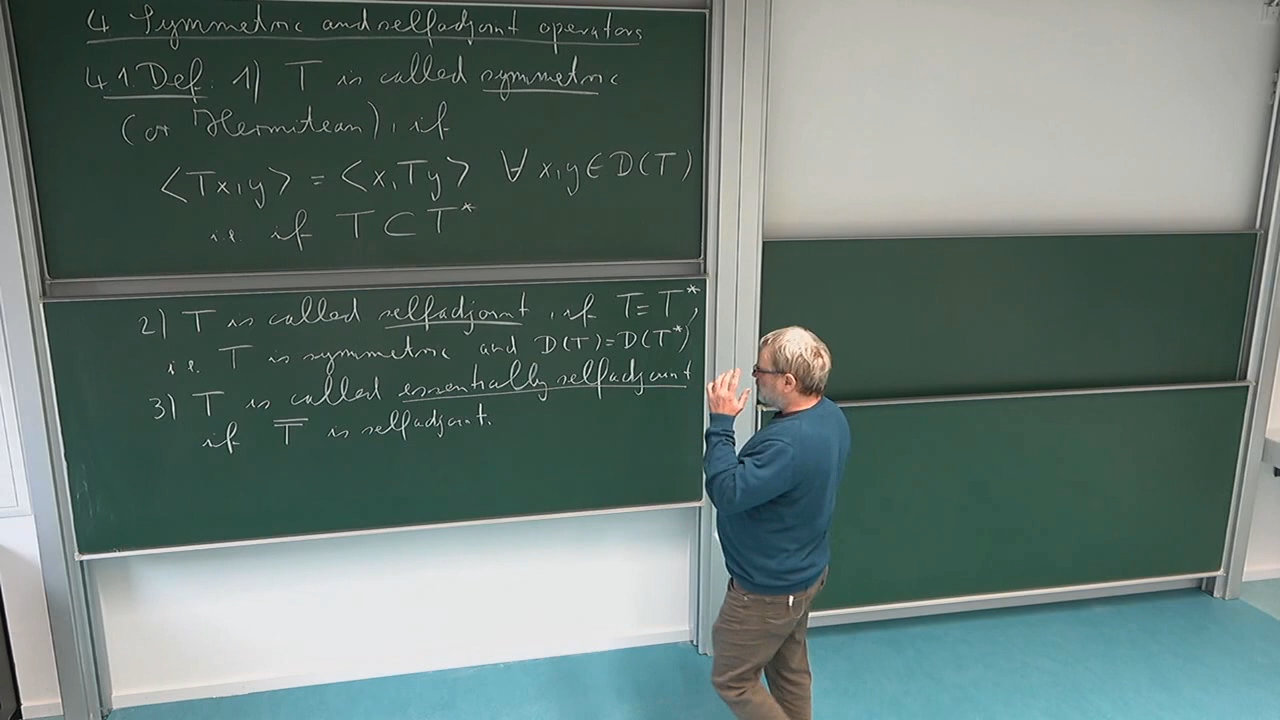 4 Symmetric and selfadjoint operators
4.1. Def: 1) T is called symmetric
(or Hermitean), if
<Tx,y> = <x,Ty> ∀ x,y ∈ D(T)
i.e. if T ⊂ T*
2) T is called selfadjoint, if T = T*,
i.e. T is symmetric and D(T) = D(T*)
3) T is called essentially selfadjoint
if T̅ is selfadjoint.